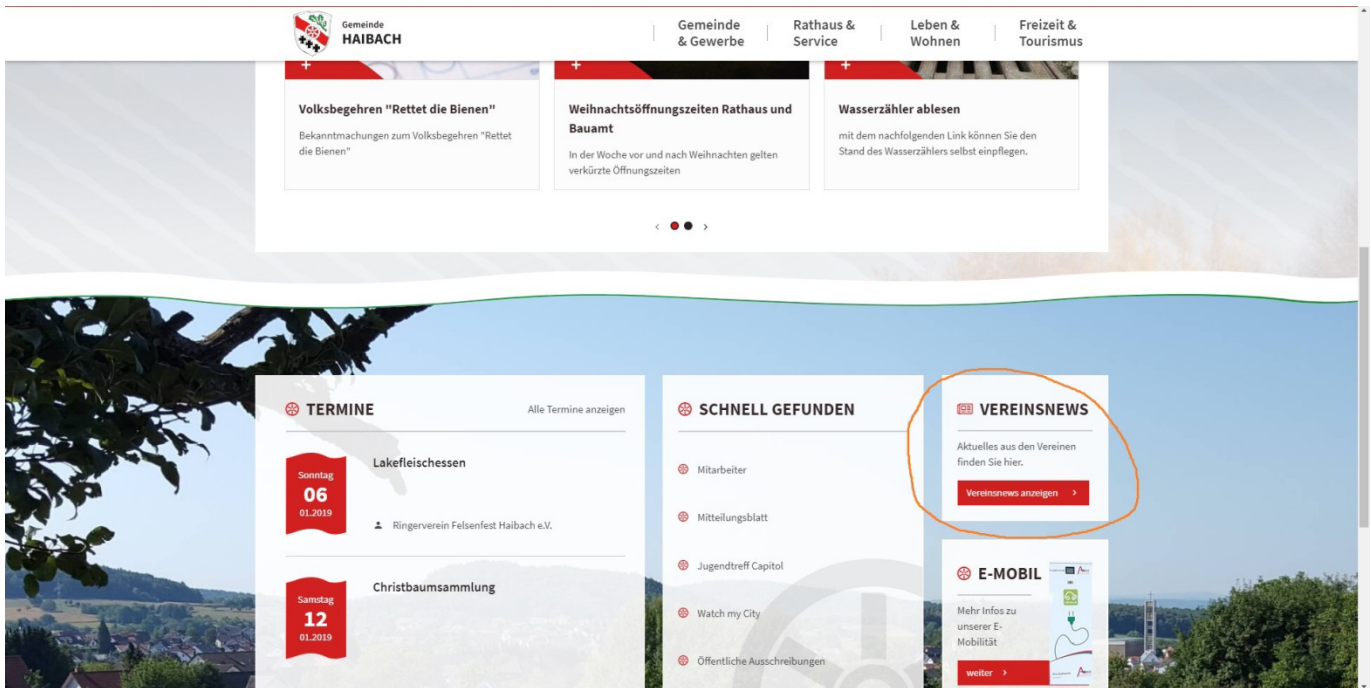 Gemeinde
HAIBACH
Gemeinde
& Gewerbe
Rathaus &
Service
Leben &
Wohnen
Freizeit &
Tourismus
Volksbegehren "Rettet die Bienen"
Bekanntmachungen zum Volksbegehren "Rettet
die Bienen"
Weihnachtsöffnungszeiten Rathaus und
Bauamt
In der Woche vor und nach Weihnachten gelten
verkürzte Öffnungszeiten
Wasserzähler ablesen
mit dem nachfolgenden Link können Sie den
Stand des Wasserzählers selbst einpflegen.
TERMINE
Alle Termine anzeigen
Sonntag
06
01.2019
Lakefleischessen
Ringerverein Felsenfest Haibach e.V.
Samstag
12
01.2019
Christbaumsammlung
SCHNELL GEFUNDEN
Mitarbeiter
Mitteilungsblatt
Jugendtreff Capitol
Watch my City
Öffentliche Ausschreibungen
VEREINSNEWS
Aktuelles aus den Vereinen
finden Sie hier.
Vereinsnews anzeigen
E-MOBIL
Mehr Infos zu
unserer E-
Mobilität
weiter